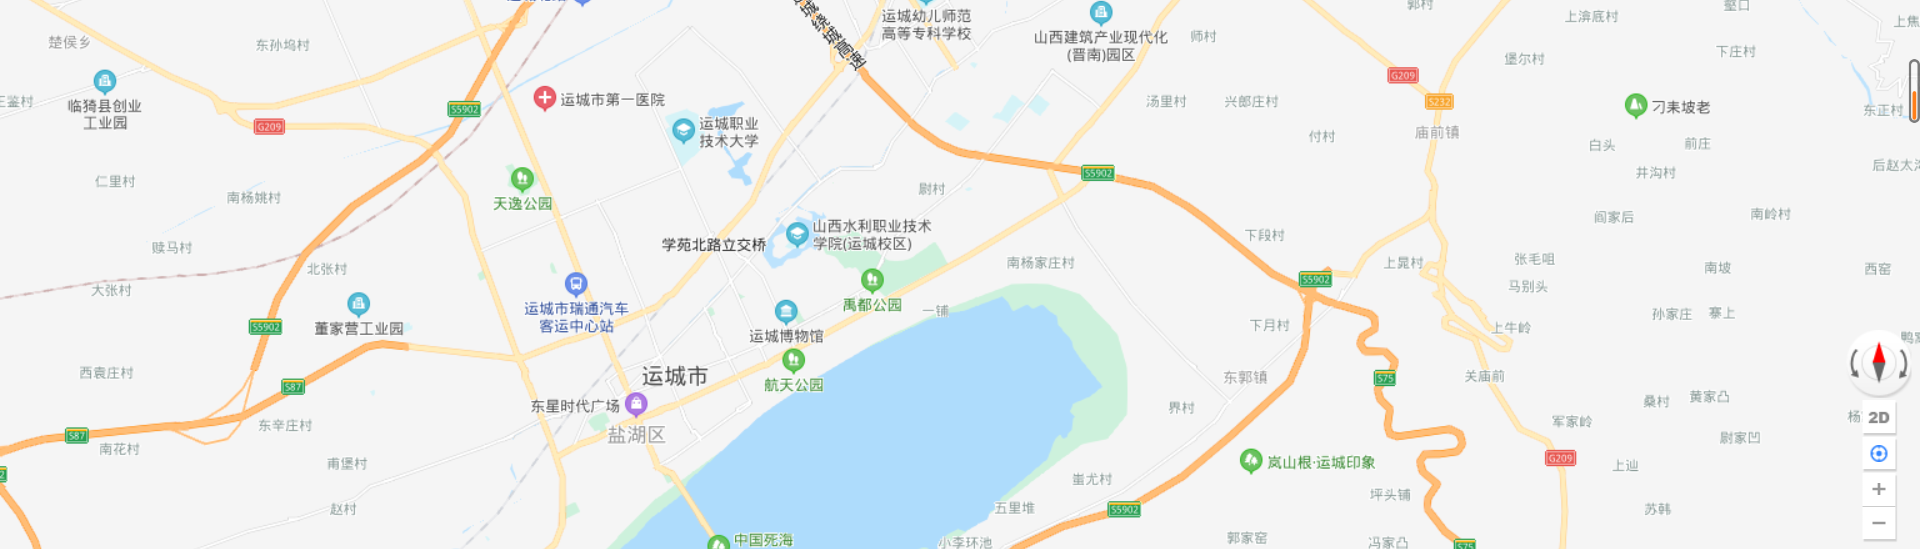 楚侯乡
东孙坞村
临猗县创业
工业园
G209
S5902
运城市第一医院
运城职业
技术大学
仁里村
南杨姚村
天逸公园
赎马村
北张村
大张村
董家营工业园
S5902
西袁庄村
S87
S87
南花村
东辛庄村
甫堡村
赵村
运城市瑞通汽车
客运中心站
运城市
东星时代广场
盐湖区
学苑北路立交桥
山西水利职业技术
学院(运城校区)
禹都公园
运城博物馆
航天公园
一铺
中国死海
城绕城高速
运城幼儿师范
高等专科学校
山西建筑产业现代化
(晋南)园区
师村
郭村
上渰底村
堡尔村
下庄村
汤里村
兴郎庄村
付村
G209
S232
庙前镇
刁耒坡老
东正村
白头
前庄
井沟村
尉村
S5902
南杨家庄村
下段村
S5902
上晁村
阎家后
南岭村
张毛咀
马别头
南坡
西窑
孙家庄
寨上
上牛岭
下月村
东郭镇
界村
S75
关庙前
桑村
黄家凸
军家岭
尉家凹
杨
2D
岚山根·运城印象
G209
上辿
蚩尤村
坪头铺
苏韩
五里堆
S5902
小李环池
郭家窑
冯家凸
S75